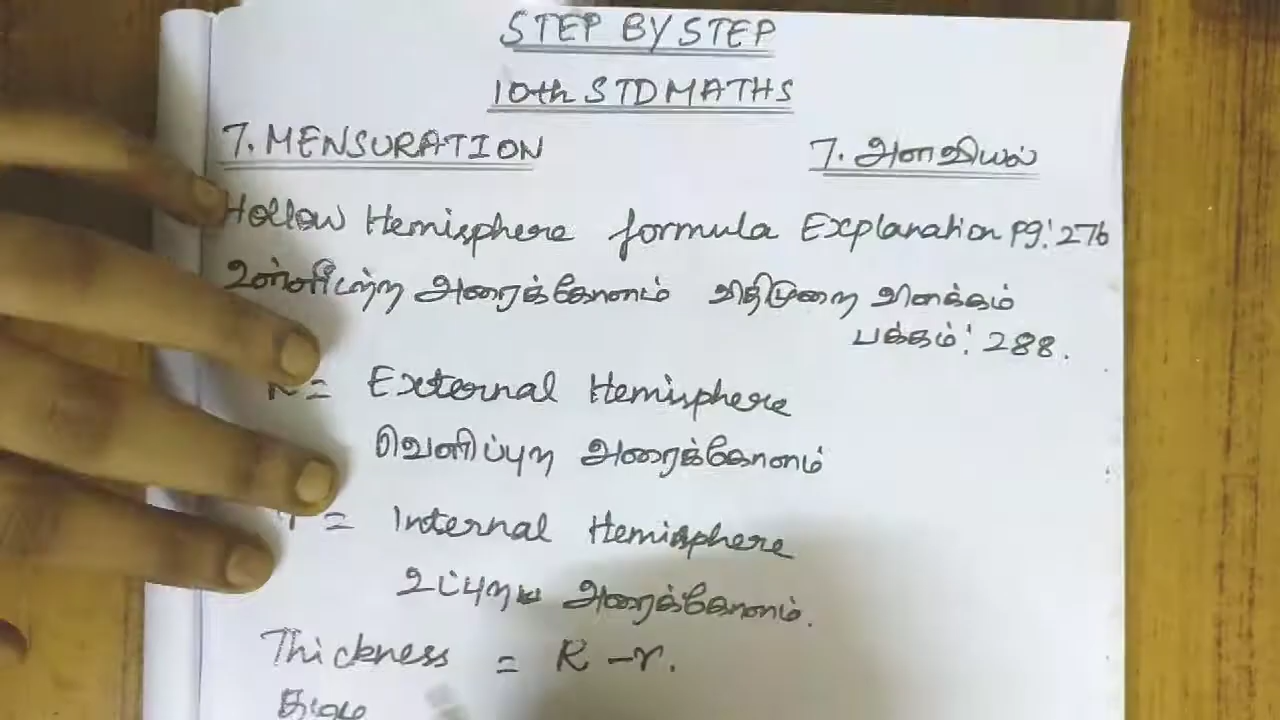 STEP BY STEP
10th STD MATHS
7. MENSURATION
7. அளவியல்
Hollow Hemisphere formula Explanation Pg: 276
உள்ளீடற்ற அரைக்கோளம் விதிமுறை விளக்கம்
பக்கம்: 288.
= External Hemisphere
வெளிப்புற அரைக்கோளம்
= Internal Hemisphere
உட்புற அரைக்கோளம்.
Thickness = R - r.